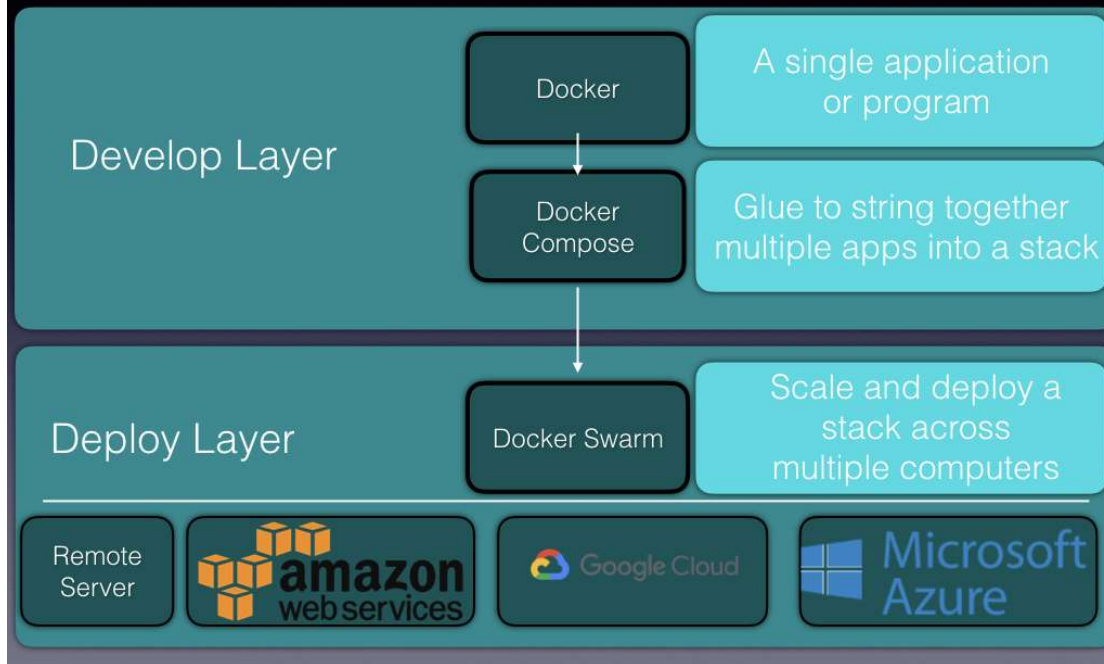 Develop Layer
Docker
A single application
or program
Docker
Compose
Glue to string together
multiple apps into a stack
Deploy Layer
Docker Swarm
Scale and deploy a
stack across
multiple computers
Remote
Server
amazon
web services
Google Cloud
Microsoft
Azure